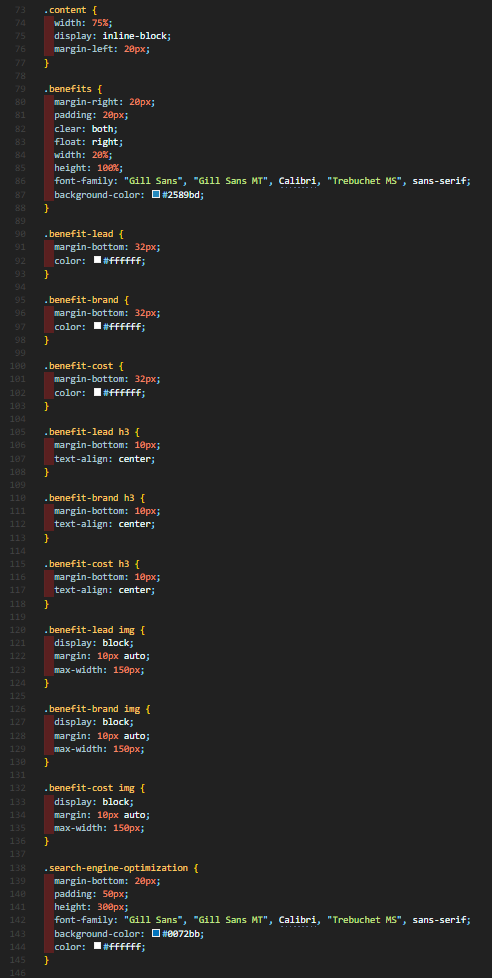 73 .content {
74 width: 75%;
75 display: inline-block;
76 margin-left: 20px;
77 }
78
79 .benefits {
80 margin-right: 20px;
81 padding: 20px;
82 clear: both;
83 float: right;
84 width: 20%;
85 height: 100%;
86 font-family: "Gill Sans", "Gill Sans MT", Calibri, "Trebuchet MS", sans-serif;
87 background-color: #2589bd;
88 }
89
90 .benefit-lead {
91 margin-bottom: 32px;
92 color: #ffffff;
93 }
94
95 .benefit-brand {
96 margin-bottom: 32px;
97 color: #ffffff;
98 }
99
100 .benefit-cost {
101 margin-bottom: 32px;
102 color: #ffffff;
103 }
104
105 .benefit-lead h3 {
106 margin-bottom: 10px;
107 text-align: center;
108 }
109
110 .benefit-brand h3 {
111 margin-bottom: 10px;
112 text-align: center;
113 }
114
115 .benefit-cost h3 {
116 margin-bottom: 10px;
117 text-align: center;
118 }
119
120 .benefit-lead img {
121 display: block;
122 margin: 10px auto;
123 max-width: 150px;
124 }
125
126 .benefit-brand img {
127 display: block;
128 margin: 10px auto;
129 max-width: 150px;
130 }
131
132 .benefit-cost img {
133 display: block;
134 margin: 10px auto;
135 max-width: 150px;
136 }
137
138 .search-engine-optimization {
139 margin-bottom: 20px;
140 padding: 50px;
141 height: 300px;
142 font-family: "Gill Sans", "Gill Sans MT", Calibri, "Trebuchet MS", sans-serif;
143 background-color: #0072bb;
144 color: #ffffff;
145 }
146